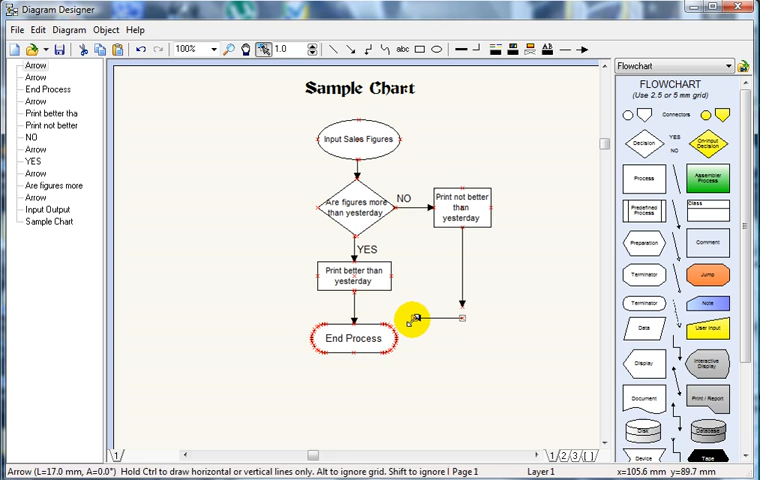 Diagram Designer
File Edit Diagram Object Help
100%
1.0
abc
AB
Flowchart
Arrow
Arrow
End Process
Arrow
Print better tha
Print not better
NO
Arrow
YES
Arrow
Are figures more
Arrow
Input Output
Sample Chart
Sample Chart
Input Sales Figures
Are figures more
than yesterday
NO
Print not better
than
yesterday
YES
Print better than
yesterday
End Process
FLOWCHART
(Use 2.5 or 5 mm grid)
Connectors
Decision
YES
NO
On-Input
Decision
Process
Assembler
Process
Predefined
Process
Class
Preparation
Comment
Terminator
Jump
Terminator
Note
Data
User Input
Display
Interactive
Display
Document
Print / Report
Disk
Database
Device
Tape
1
1 2 3 [ ]
Arrow (L=17.0 mm, A=0.0°) Hold Ctrl to draw horizontal or vertical lines only. Alt to ignore grid. Shift to ignore l Page 1 Layer 1 x=105.6 mm y=89.7 mm